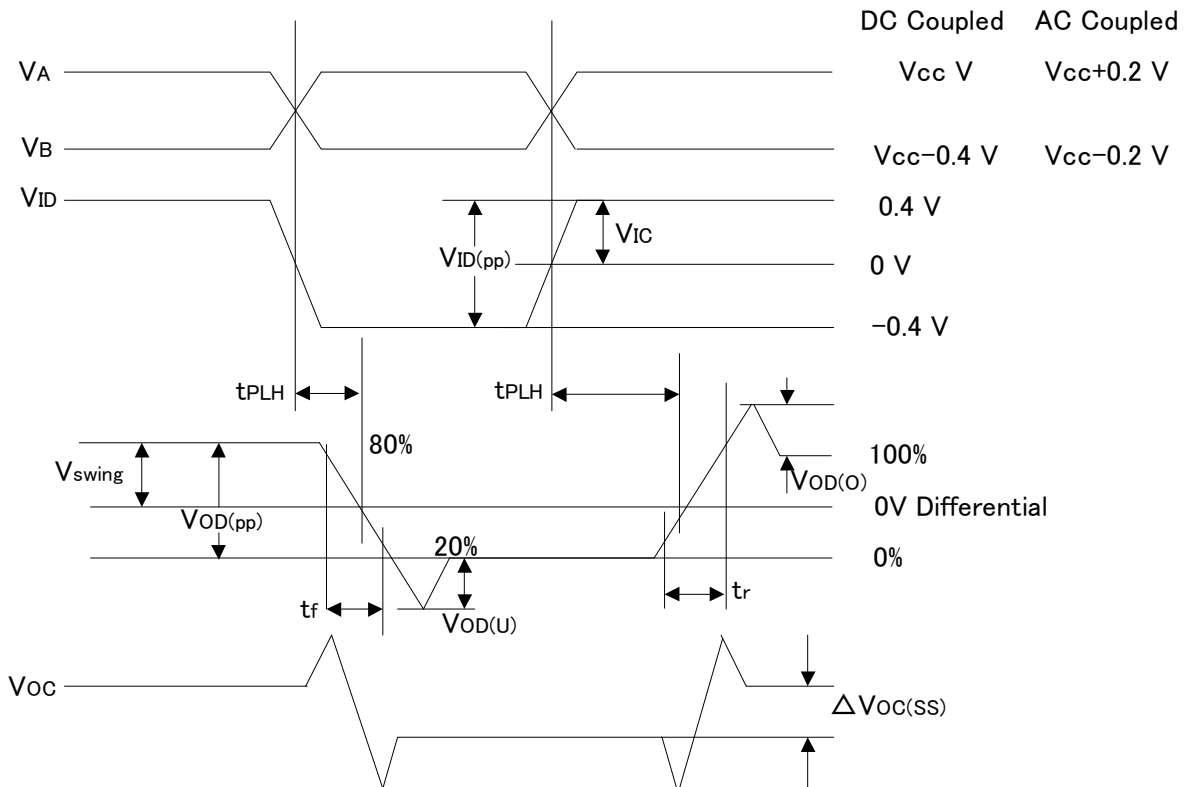 DC Coupled AC Coupled
VA Vcc V Vcc+0.2 V
VB Vcc-0.4 V Vcc-0.2 V
VID 0.4 V
VIC
VID(pp)
0 V
-0.4 V
tPLH tPLH
80%
Vswing
100%
VOD(O)
VOD(pp)
0V Differential
20%
0%
tf
tr
VOD(U)
VOC
△VOC(SS)